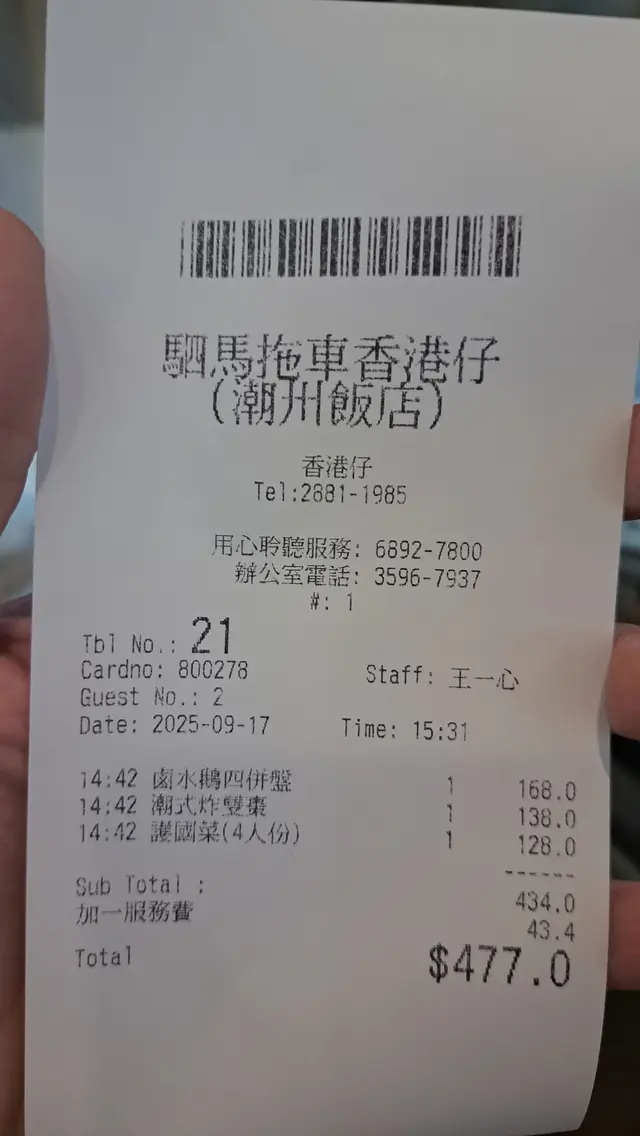 駟馬拖車香港仔
(潮州飯店)
香港仔
Tel:2881-1985
用心聆聽服務: 6892-7800
辦公室電話: 3596-7937
#: 1
Tbl No.: 21
Cardno: 800278
Staff: 王一心
Guest No.: 2
Date: 2025-09-17 Time: 15:31
14:42 鹵水鵝四併盤 1 168.0
14:42 潮式炸雙棗 1 138.0
14:42 護國菜(4人份) 1 128.0
------
Sub Total : 434.0
加一服務費 43.4
Total $477.0